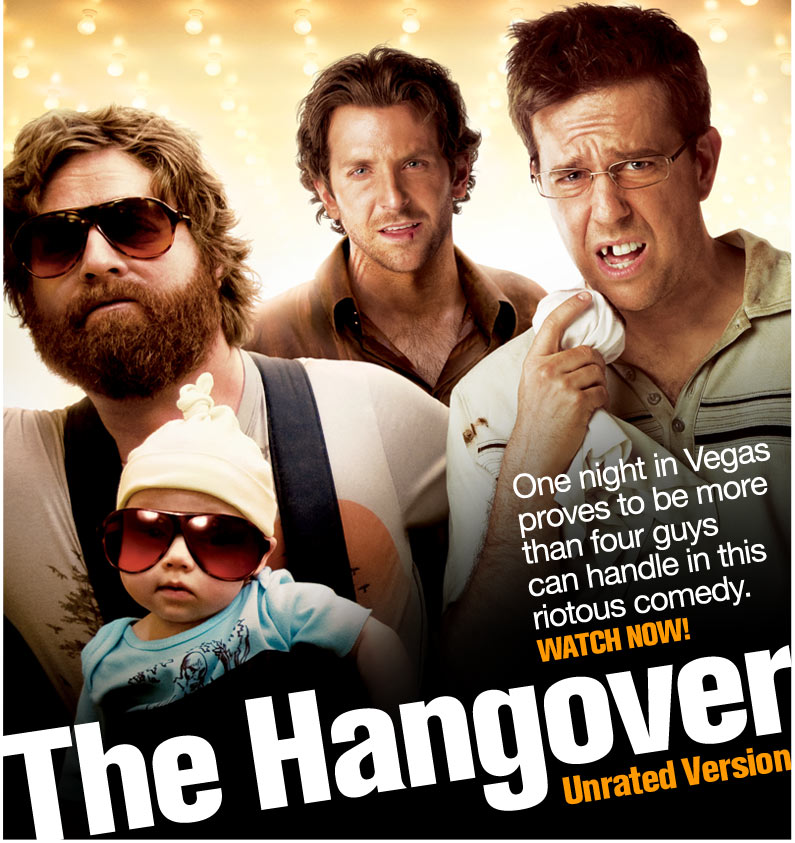 One night in Vegas
proves to be more
than four guys
can handle in this
riotous comedy.
WATCH NOW!
The Hangover
Unrated Version